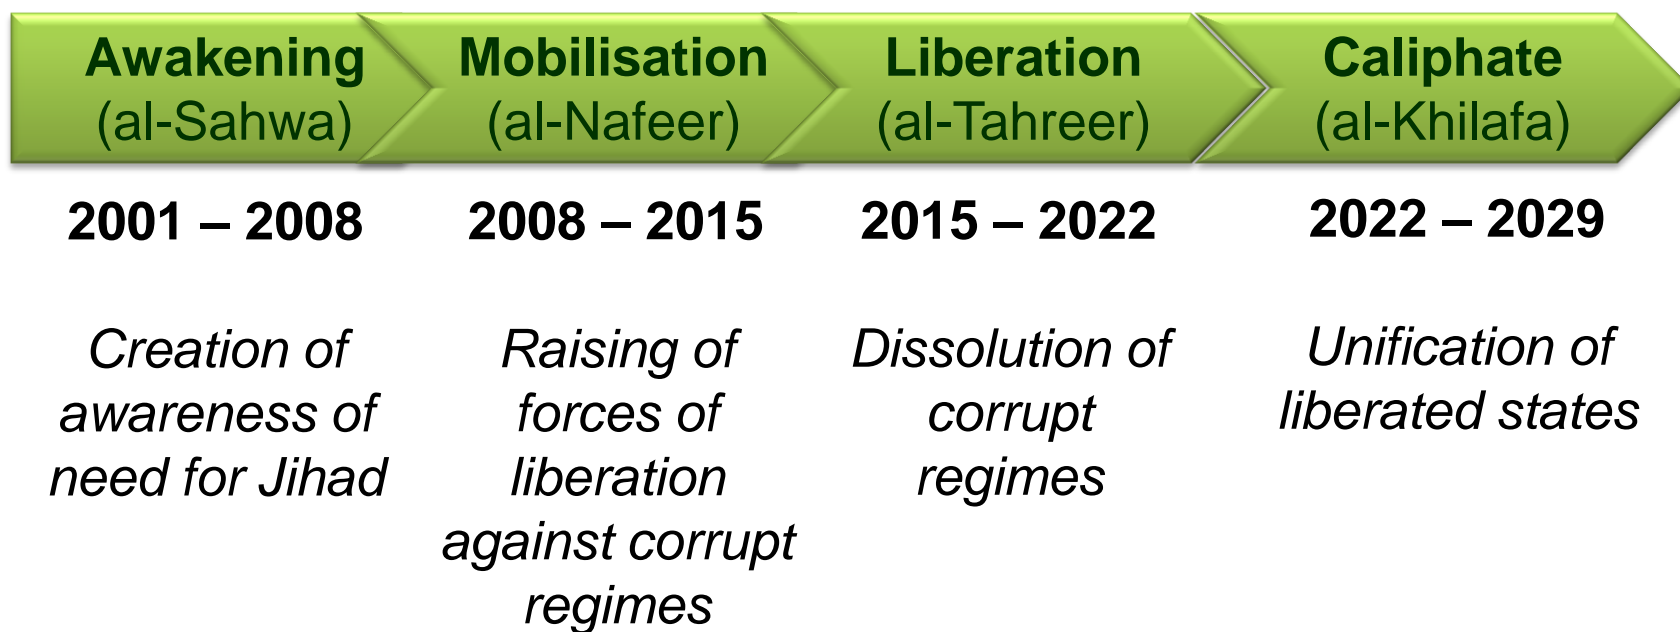 Awakening
(al-Sahwa)
Mobilisation
(al-Nafeer)
Liberation
(al-Tahreer)
Caliphate
(al-Khilafa)
2001 – 2008
2008 – 2015
2015 – 2022
2022 – 2029
Creation of
awareness of
need for Jihad
Raising of
forces of
liberation
against corrupt
regimes
Dissolution of
corrupt
regimes
Unification of
liberated states